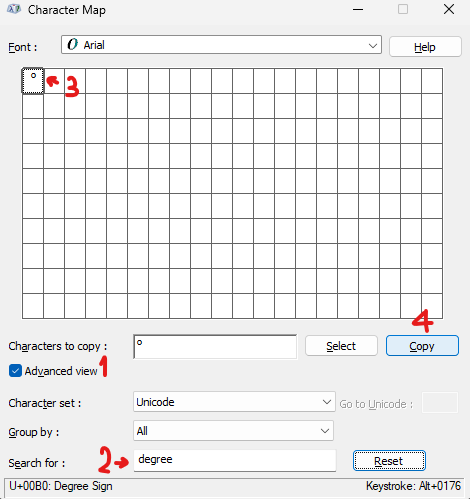 Character Map
Font : Arial Help
° 3
4
Characters to copy : ° Select Copy
Advanced view 1
Character set : Unicode Go to Unicode :
Group by : All
Search for : 2 degree Reset
U+00B0: Degree Sign Keystroke: Alt+0176